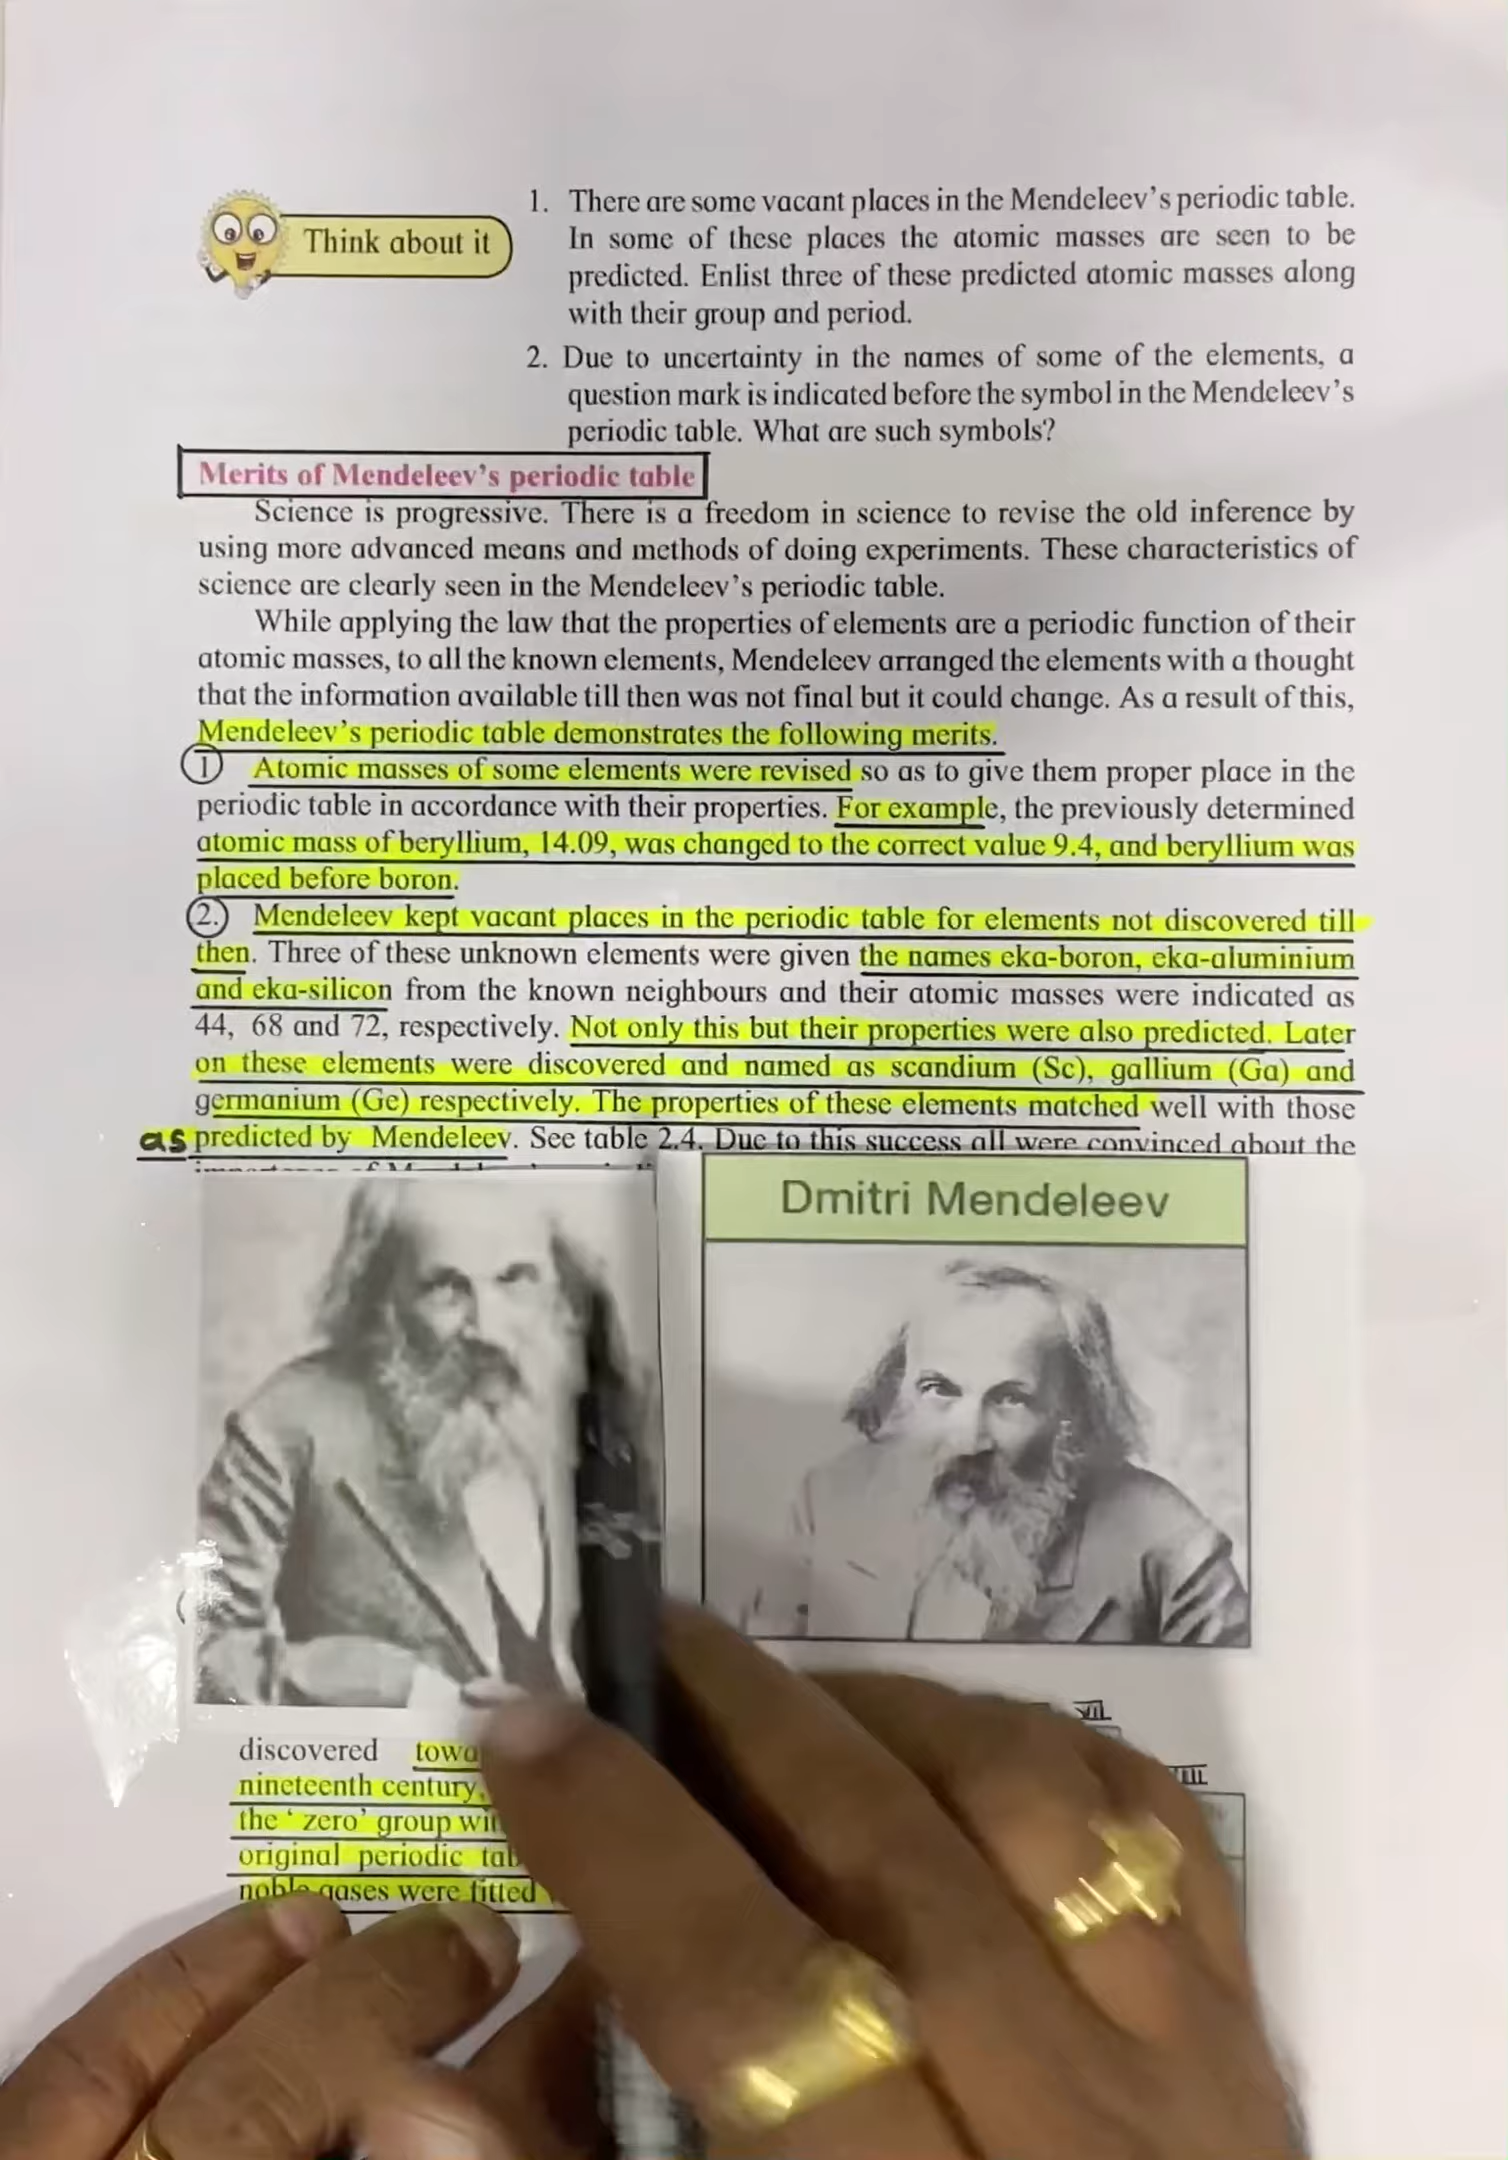 Think about it
1. There are some vacant places in the Mendeleev's periodic table.
In some of these places the atomic masses are seen to be
predicted. Enlist three of these predicted atomic masses along
with their group and period.
2. Due to uncertainty in the names of some of the elements, a
question mark is indicated before the symbol in the Mendeleev's
periodic table. What are such symbols?
Merits of Mendeleev's periodic table
Science is progressive. There is a freedom in science to revise the old inference by
using more advanced means and methods of doing experiments. These characteristics of
science are clearly seen in the Mendeleev's periodic table.
While applying the law that the properties of elements are a periodic function of their
atomic masses, to all the known elements, Mendeleev arranged the elements with a thought
that the information available till then was not final but it could change. As a result of this,
Mendeleev's periodic table demonstrates the following merits.
1 Atomic masses of some elements were revised so as to give them proper place in the
periodic table in accordance with their properties. For example, the previously determined
atomic mass of beryllium, 14.09, was changed to the correct value 9.4, and beryllium was
placed before boron.
2. Mendeleev kept vacant places in the periodic table for elements not discovered till
then. Three of these unknown elements were given the names eka-boron, eka-aluminium
and eka-silicon from the known neighbours and their atomic masses were indicated as
44, 68 and 72, respectively. Not only this but their properties were also predicted. Later
on these elements were discovered and named as scandium (Sc), gallium (Ga) and
germanium (Ge) respectively. The properties of these elements matched well with those
as predicted by Mendeleev. See table 2.4. Due to this success all were convinced about the
Dmitri Mendeleev
VII
discovered towa
nineteenth century,
the 'zero' group wit
original periodic tab
noble gases were fitted